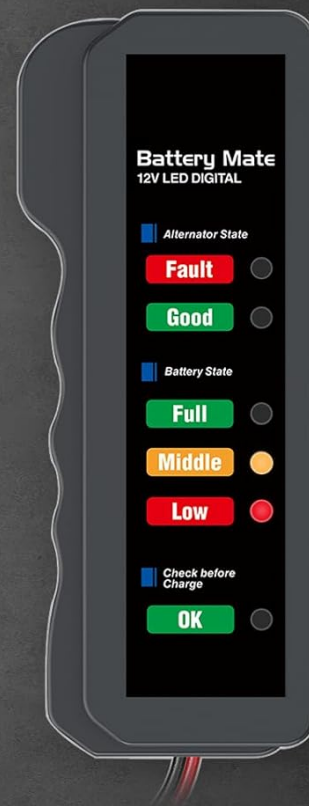 Battery Mate
12V LED DIGITAL
Alternator State
Fault
Good
Battery State
Full
Middle
Low
Check before
Charge
OK